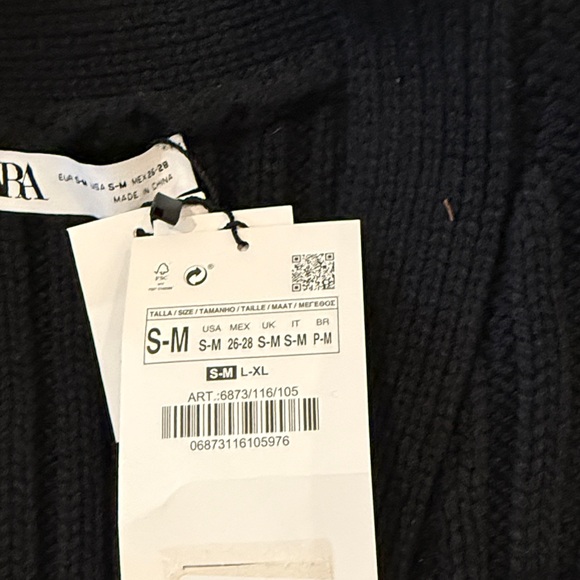 EUR S-M USA S-M MEX 26-28
MADE IN CHINA
FSC
TALLA / SIZE / TAMANHO / TAILLE / MAAT / ΜΕΓΕΘΟΣ
S-M
USA MEX UK IT BR
S-M 26-28 S-M S-M P-M
S-M L-XL
ART.:6873/116/105
06873116105976